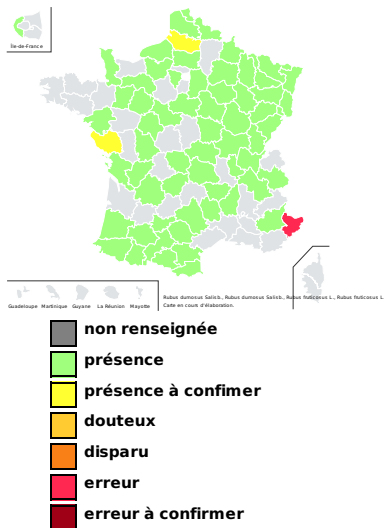 Île-de-France
Guadeloupe Martinique Guyane La Réunion Mayotte
Rubus dumosus Salisb., Rubus dumosus Salisb., Rubus fruticosus L., Rubus fruticosus L.
Carte en cours d'élaboration.
non renseignée
présence
présence à confimer
douteux
disparu
erreur
erreur à confirmer